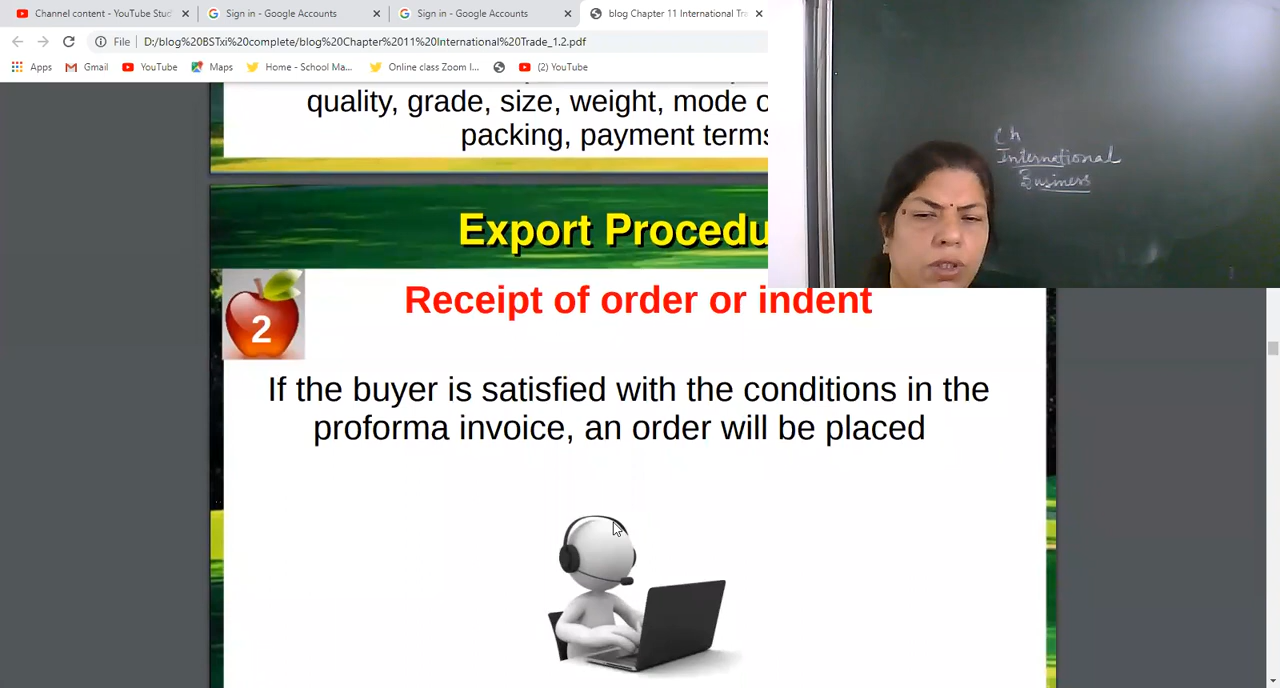 Channel content - YouTube Stud
Sign in - Google Accounts
Sign in - Google Accounts
blog Chapter 11 International Tra
File
D:/blog%20BSTxi%20complete/blog%20Chapter%2011%20International%20Trade_1.2.pdf
Apps
Gmail
YouTube
Maps
Home - School Ma...
Online class Zoom l...
(2) YouTube
quality, grade, size, weight, mode o
packing, payment terms
Ch
International
Business
Export Procedu
2
Receipt of order or indent
If the buyer is satisfied with the conditions in the
proforma invoice, an order will be placed